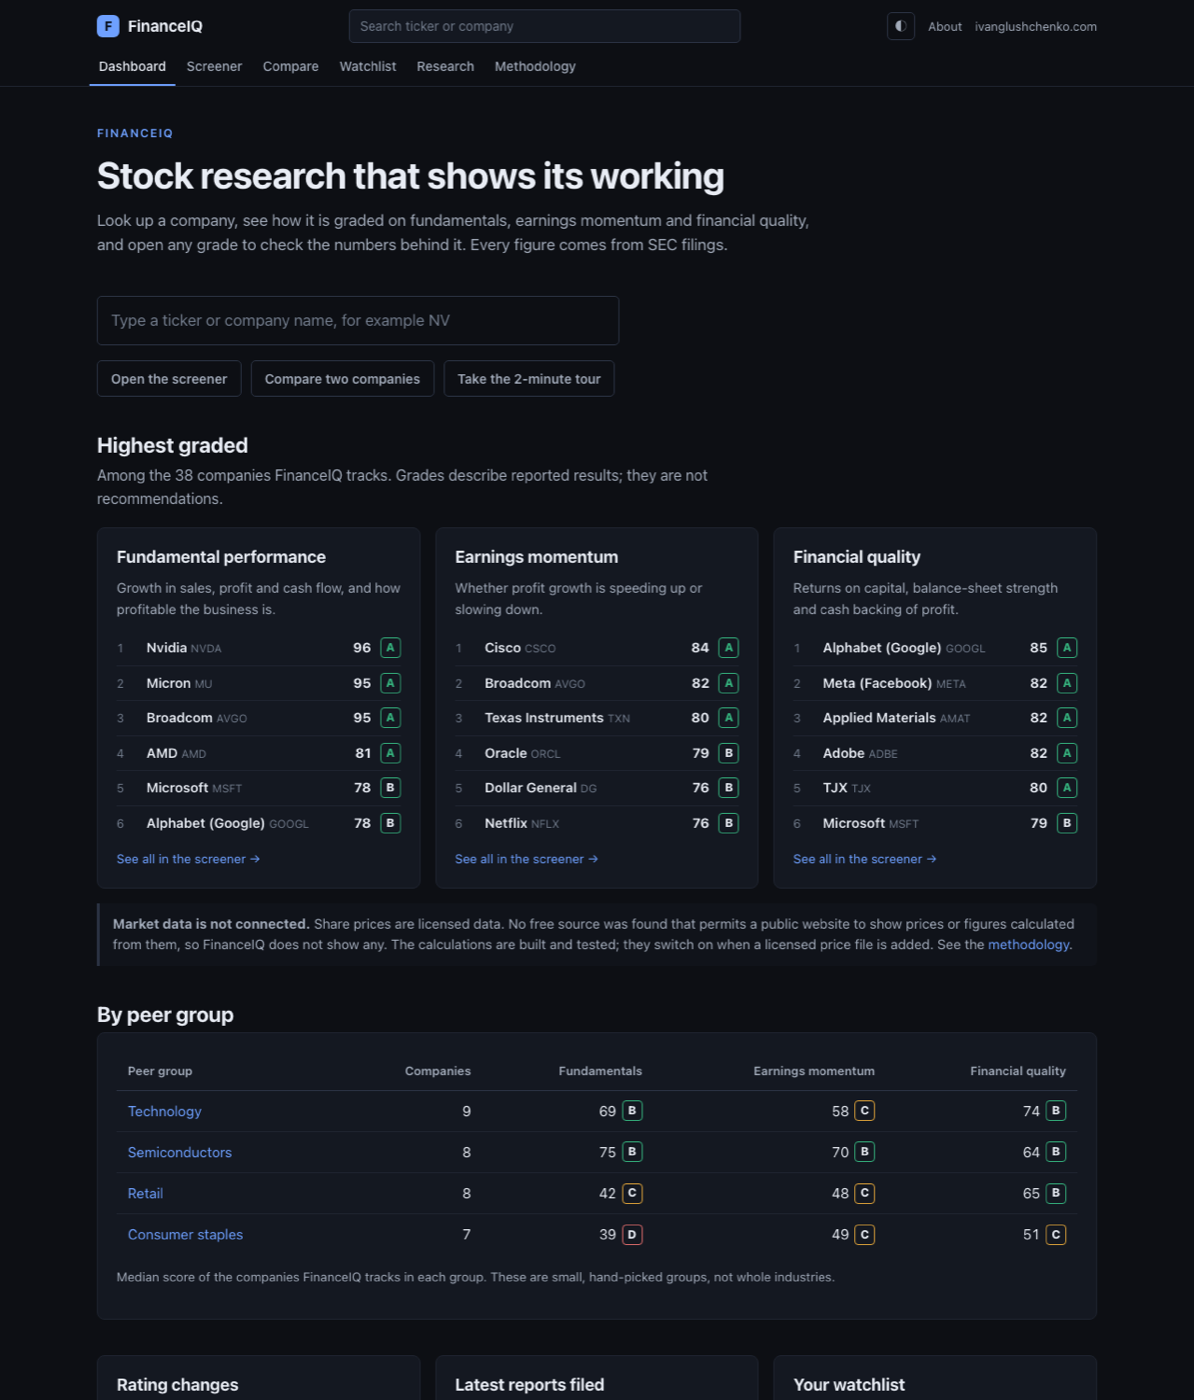 F FinanceIQ
Search ticker or company
About ivanglushchenko.com
Dashboard Screener Compare Watchlist Research Methodology
FINANCEIQ
Stock research that shows its working
Look up a company, see how it is graded on fundamentals, earnings momentum and financial quality,
and open any grade to check the numbers behind it. Every figure comes from SEC filings.
Type a ticker or company name, for example NV
Open the screener Compare two companies Take the 2-minute tour
Highest graded
Among the 38 companies FinanceIQ tracks. Grades describe reported results; they are not
recommendations.
Fundamental performance
Growth in sales, profit and cash flow, and how
profitable the business is.
1 Nvidia NVDA 96 A
2 Micron MU 95 A
3 Broadcom AVGO 95 A
4 AMD AMD 81 A
5 Microsoft MSFT 78 B
6 Alphabet (Google) GOOGL 78 B
See all in the screener →
Earnings momentum
Whether profit growth is speeding up or
slowing down.
1 Cisco CSCO 84 A
2 Broadcom AVGO 82 A
3 Texas Instruments TXN 80 A
4 Oracle ORCL 79 B
5 Dollar General DG 76 B
6 Netflix NFLX 76 B
See all in the screener →
Financial quality
Returns on capital, balance-sheet strength
and cash backing of profit.
1 Alphabet (Google) GOOGL 85 A
2 Meta (Facebook) META 82 A
3 Applied Materials AMAT 82 A
4 Adobe ADBE 82 A
5 TJX TJX 80 A
6 Microsoft MSFT 79 B
See all in the screener →
Market data is not connected. Share prices are licensed data. No free source was found that permits a public website to show prices or figures calculated
from them, so FinanceIQ does not show any. The calculations are built and tested; they switch on when a licensed price file is added. See the methodology.
By peer group
Peer group Companies Fundamentals Earnings momentum Financial quality
Technology 9 69 B 58 C 74 B
Semiconductors 8 75 B 70 B 64 B
Retail 8 42 C 48 C 65 B
Consumer staples 7 39 D 49 C 51 C
Median score of the companies FinanceIQ tracks in each group. These are small, hand-picked groups, not whole industries.
Rating changes
Latest reports filed
Your watchlist